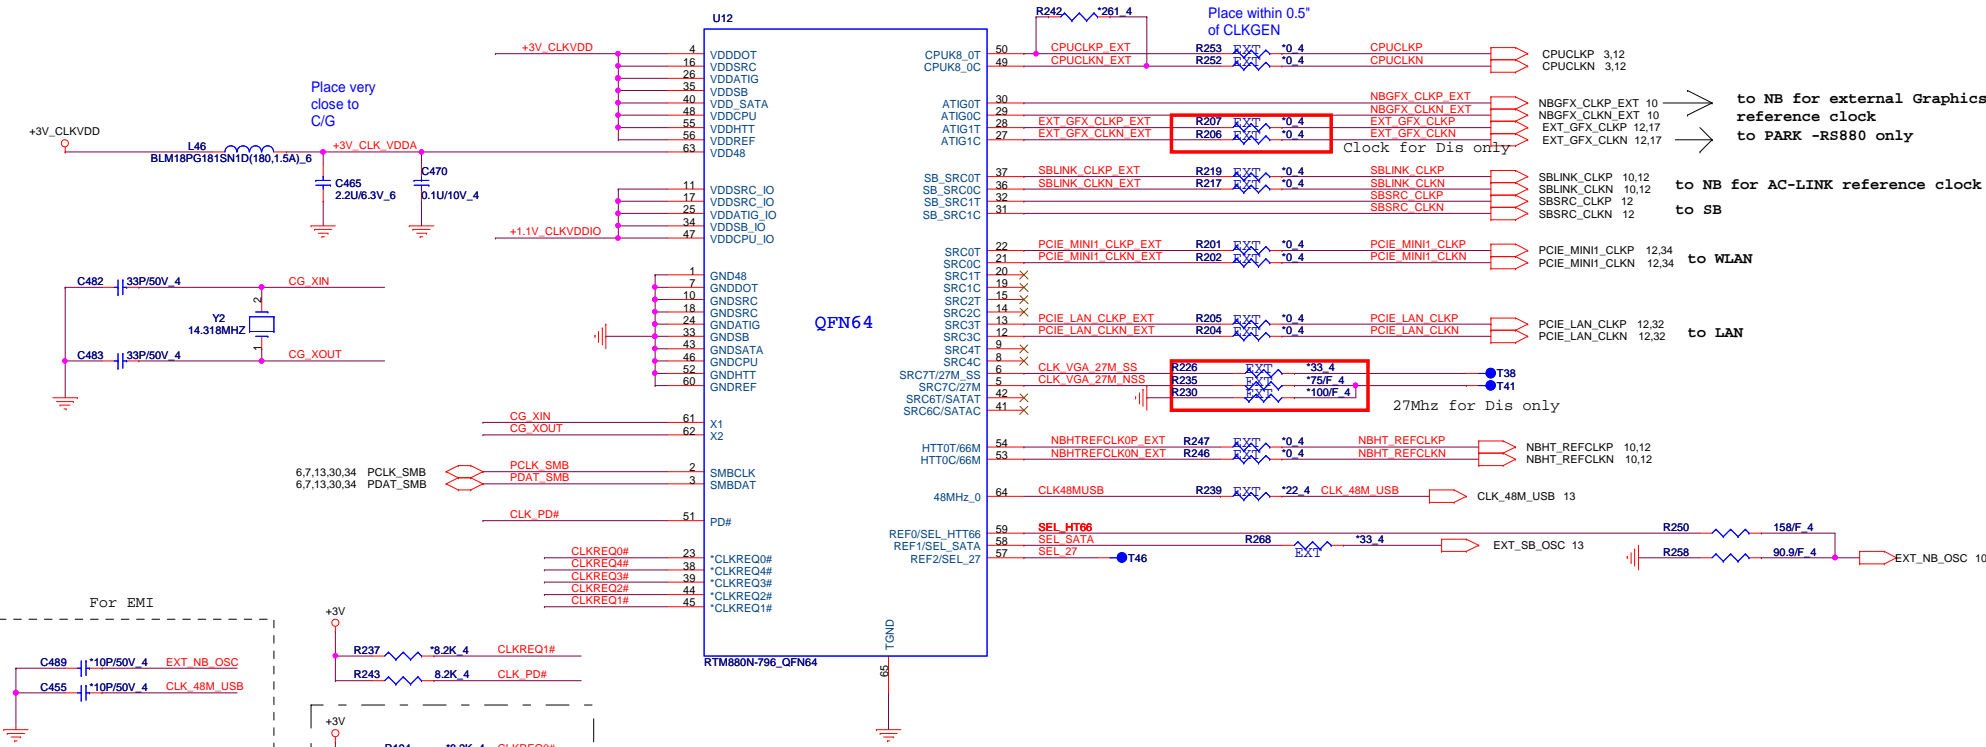 U12
QFN64
RTM880N-796_QFN64
R242 *261_4
Place within 0.5"
of CLKGEN
+3V_CLKVDD
4 VDDDOT
16 VDDSRC
26 VDDATIG
35 VDDSB
40 VDD_SATA
48 VDDCPU
55 VDDHTT
56 VDDREF
63 VDD48
Place very
close to
C/G
+3V_CLKVDD
L46
BLM18PG181SN1D(180,1.5A)_6
+3V_CLK_VDDA
C465
2.2U/6.3V_6
C470
0.1U/10V_4
11 VDDSRC_IO
17 VDDSRC_IO
25 VDDATIG_IO
34 VDDSB_IO
47 VDDCPU_IO
+1.1V_CLKVDDIO
1 GND48
7 GNDDOT
10 GNDSRC
18 GNDSRC
24 GNDATIG
33 GNDSB
43 GNDSATA
46 GNDCPU
52 GNDHTT
60 GNDREF
C482 33P/50V_4 CG_XIN
2
Y2
14.318MHZ
1
C483 33P/50V_4 CG_XOUT
CG_XIN 61 X1
CG_XOUT 62 X2
6,7,13,30,34 PCLK_SMB PCLK_SMB 2 SMBCLK
6,7,13,30,34 PDAT_SMB PDAT_SMB 3 SMBDAT
CLK_PD# 51 PD#
CLKREQ0# 23 *CLKREQ0#
CLKREQ4# 38 *CLKREQ4#
CLKREQ3# 39 *CLKREQ3#
CLKREQ2# 44 *CLKREQ2#
CLKREQ1# 45 *CLKREQ1#
TGND
65
CPUK8_0T 50 CPUCLKP_EXT R253 EXT *0_4 CPUCLKP CPUCLKP 3,12
CPUK8_0C 49 CPUCLKN_EXT R252 EXT *0_4 CPUCLKN CPUCLKN 3,12
ATIG0T 30 NBGFX_CLKP_EXT NBGFX_CLKP_EXT 10
ATIG0C 29 NBGFX_CLKN_EXT NBGFX_CLKN_EXT 10
to NB for external Graphics
reference clock
ATIG1T 28 EXT_GFX_CLKP_EXT R207 EXT *0_4 EXT_GFX_CLKP EXT_GFX_CLKP 12,17
ATIG1C 27 EXT_GFX_CLKN_EXT R206 EXT *0_4 EXT_GFX_CLKN EXT_GFX_CLKN 12,17
to PARK -RS880 only
Clock for Dis only
SB_SRC0T 37 SBLINK_CLKP_EXT R219 EXT *0_4 SBLINK_CLKP SBLINK_CLKP 10,12
SB_SRC0C 36 SBLINK_CLKN_EXT R217 EXT *0_4 SBLINK_CLKN SBLINK_CLKN 10,12
to NB for AC-LINK reference clock
SB_SRC1T 32 SBSRC_CLKP SBSRC_CLKP 12
SB_SRC1C 31 SBSRC_CLKN SBSRC_CLKN 12
to SB
SRC0T 22 PCIE_MINI1_CLKP_EXT R201 EXT *0_4 PCIE_MINI1_CLKP PCIE_MINI1_CLKP 12,34
SRC0C 21 PCIE_MINI1_CLKN_EXT R202 EXT *0_4 PCIE_MINI1_CLKN PCIE_MINI1_CLKN 12,34
to WLAN
SRC1T 20
SRC1C 19
SRC2T 15
SRC2C 14
SRC3T 13 PCIE_LAN_CLKP_EXT R205 EXT *0_4 PCIE_LAN_CLKP PCIE_LAN_CLKP 12,32
SRC3C 12 PCIE_LAN_CLKN_EXT R204 EXT *0_4 PCIE_LAN_CLKN PCIE_LAN_CLKN 12,32
to LAN
SRC4T 9
SRC4C 8
SRC7T/27M_SS 6 CLK_VGA_27M_SS R226 EXT *33_4 T38
SRC7C/27M 5 CLK_VGA_27M_NSS R235 EXT *75/F_4 T41
SRC6T/SATAT 42 R230 EXT *100/F_4
SRC6C/SATAC 41
27Mhz for Dis only
HTT0T/66M 54 NBHTREFCLK0P_EXT R247 EXT *0_4 NBHT_REFCLKP NBHT_REFCLKP 10,12
HTT0C/66M 53 NBHTREFCLK0N_EXT R246 EXT *0_4 NBHT_REFCLKN NBHT_REFCLKN 10,12
48MHz_0 64 CLK48MUSB R239 EXT *22_4 CLK_48M_USB CLK_48M_USB 13
REF0/SEL_HTT66 59 SEL_HT66 R250 158/F_4
REF1/SEL_SATA 58 SEL_SATA R268 EXT *33_4 EXT_SB_OSC 13
REF2/SEL_27 57 SEL_27 T46
R258 90.9/F_4 EXT_NB_OSC 10
For EMI
C489 *10P/50V_4 EXT_NB_OSC
C455 *10P/50V_4 CLK_48M_USB
+3V
R237 *8.2K_4 CLKREQ1#
R243 8.2K_4 CLK_PD#
+3V